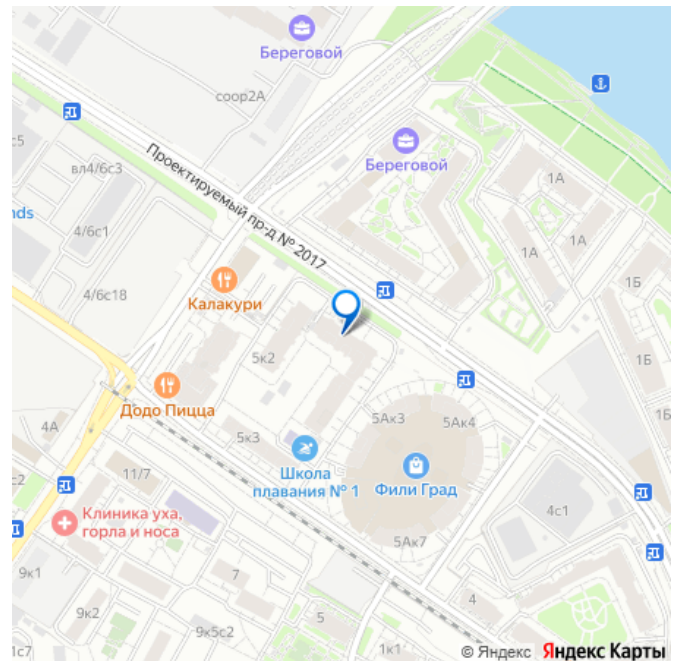 Береговой
соор2А
c5
вл4/6с3
Береговой
1А
Проектируемый пр-д № 2017
nds
4/6с1
1А
1А
4/6с18
Калакури
1Б
5к2
1Б
Додо Пицца
5Ак3
5Ак4
1Б
4А
5к3
Школа
плавания № 1
Фили Град
с2
11/7
4с1
Клиника уха,
горла и носа
5Ак7
9к1
7
4
9к2
5
9к5с2
1с7
1к1
© Яндекс Яндекс Карты